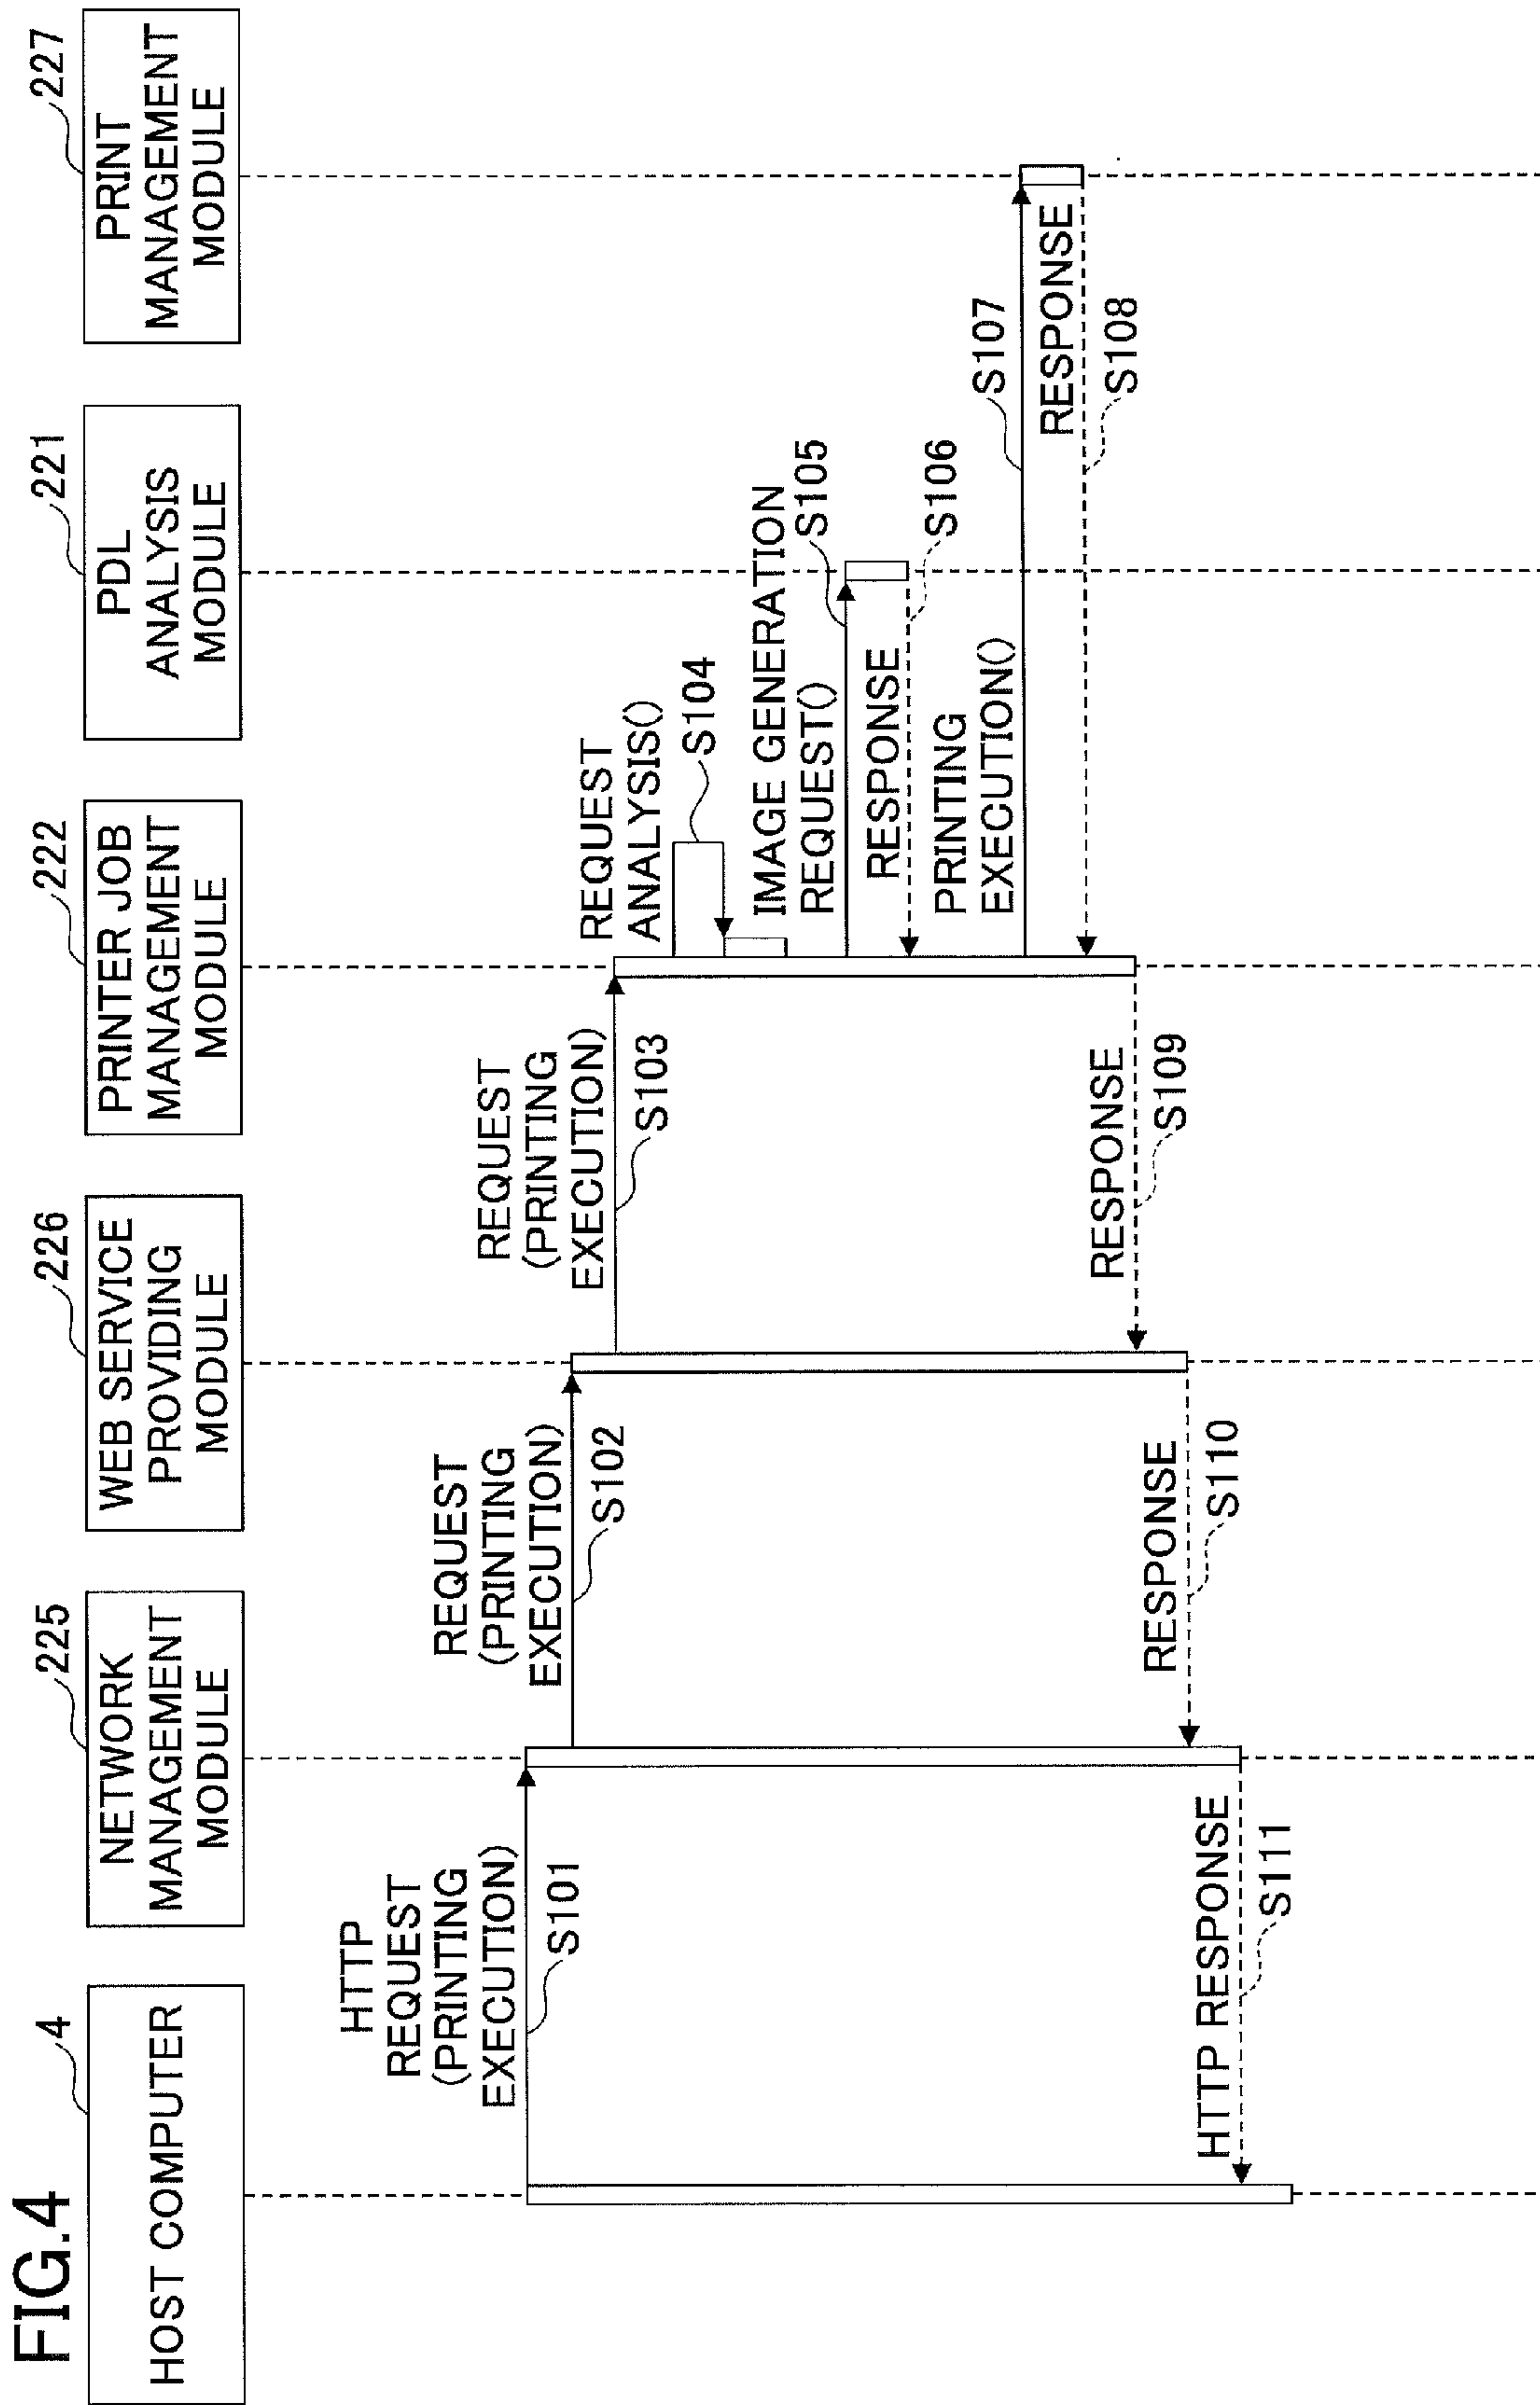 FIG.4
4
HOST COMPUTER
225
NETWORK
MANAGEMENT
MODULE
226
WEB SERVICE
PROVIDING
MODULE
222
PRINTER JOB
MANAGEMENT
MODULE
221
PDL
ANALYSIS
MODULE
227
PRINT
MANAGEMENT
MODULE
HTTP
REQUEST
(PRINTING
EXECUTION)
S101
REQUEST
(PRINTING
EXECUTION)
S102
REQUEST
(PRINTING
EXECUTION)
S103
REQUEST
ANALYSIS()
S104
IMAGE GENERATION
REQUEST()
S105
RESPONSE
S106
PRINTING
EXECUTION()
S107
RESPONSE
S108
RESPONSE
S109
RESPONSE
S110
HTTP RESPONSE
S111